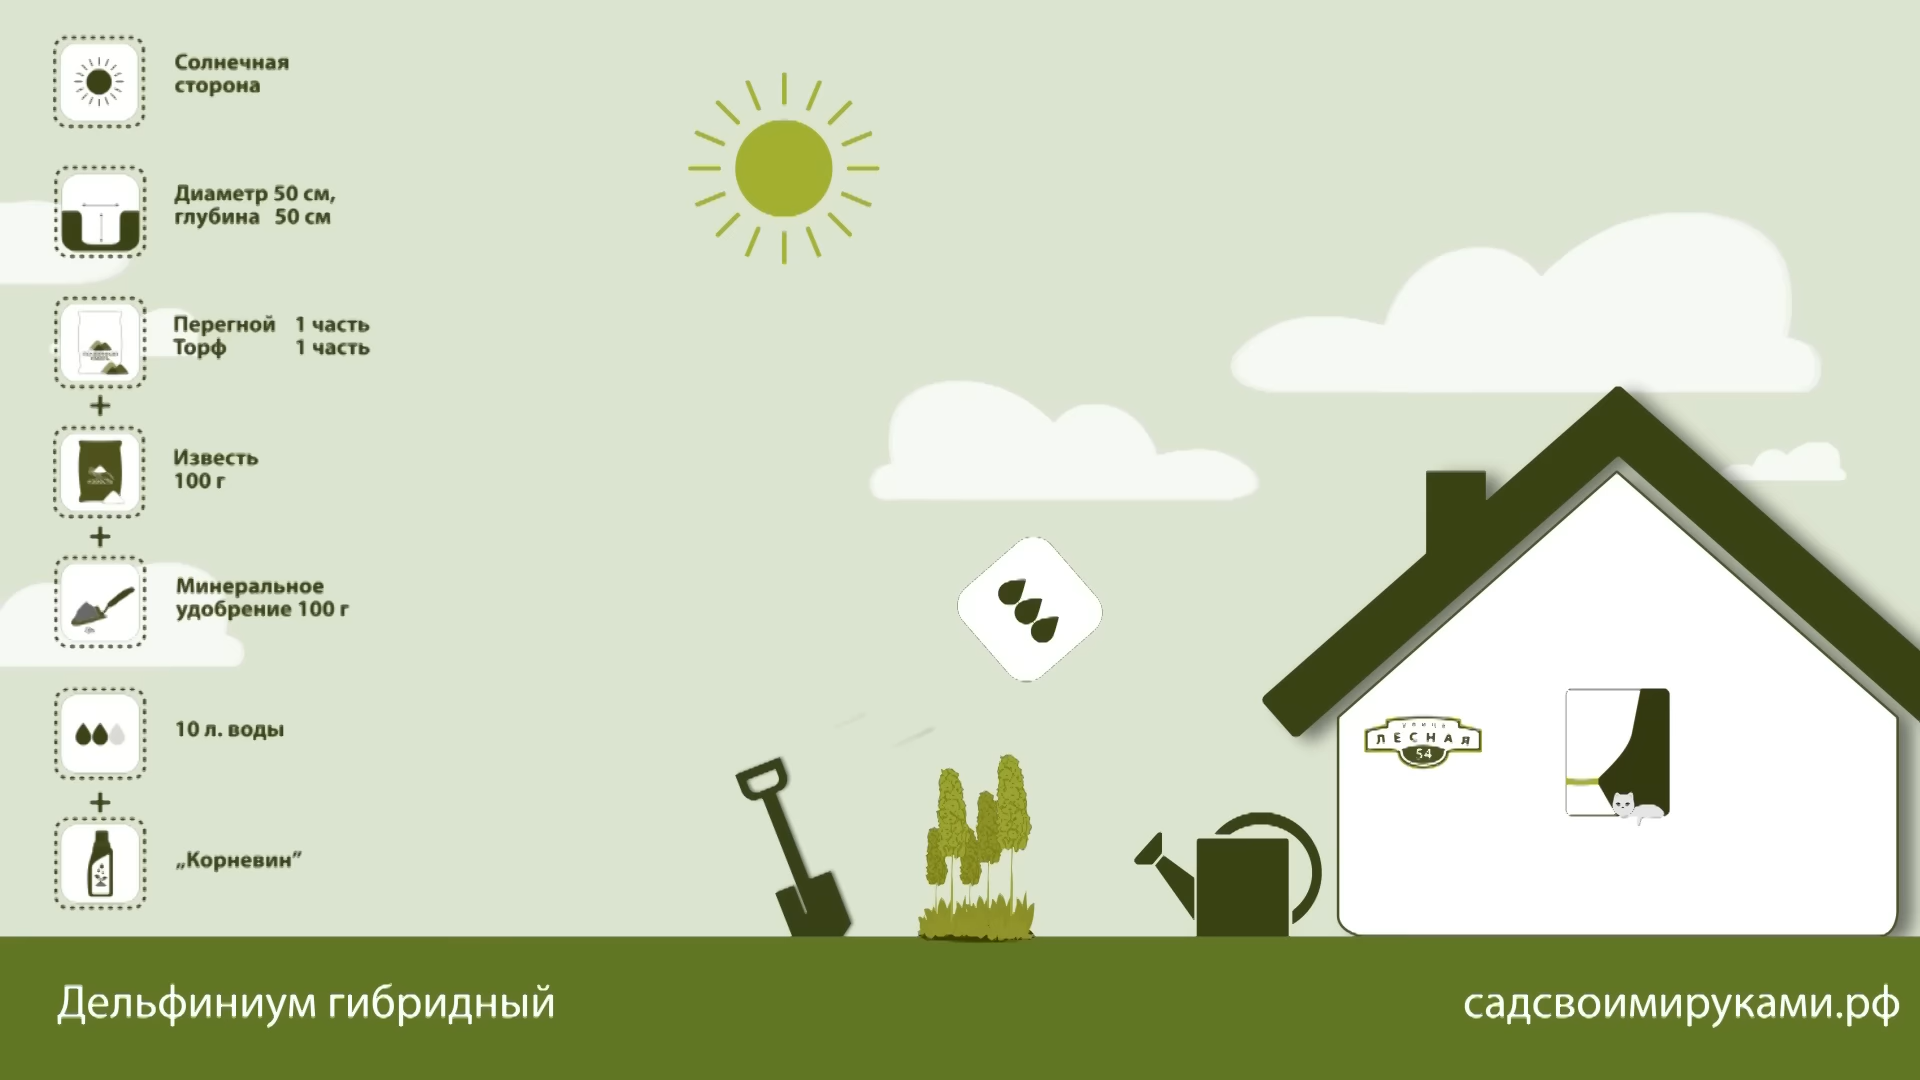 Солнечная
сторона
Диаметр 50 см,
глубина 50 см
Перегной 1 часть
Торф 1 часть
+
Известь
100 г
+
Минеральное
удобрение 100 г
10 л. воды
+
„Корневин”
улица
ЛЕСНАЯ
54
Дельфиниум гибридный
садсвоимируками.рф